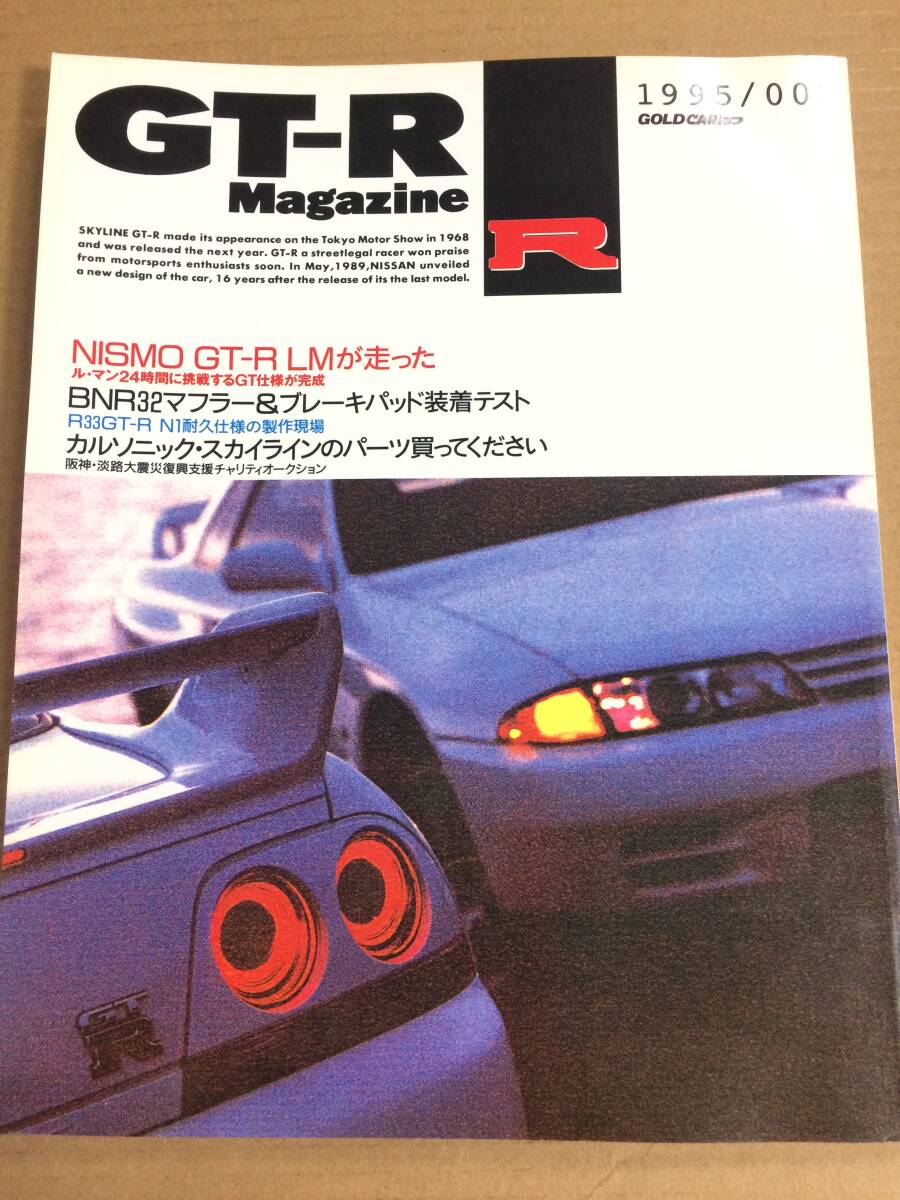 GT-R
Magazine
R
1995/00
GOLD CAR
SKYLINE GT-R made its appearance on the Tokyo Motor Show in 1968
and was released the next year. GT-R a streetlegal racer won praise
from motorsports enthusiasts soon. In May,1989,NISSAN unveiled
a new design of the car, 16 years after the release of its the last model.
NISMO GT-R LMが走った
ル・マン24時間に挑戦するGT仕様が完成
BNR32マフラー&ブレーキパッド装着テスト
R33GT-R N1耐久仕様の製作現場
カルソニック・スカイラインのパーツ買ってください
阪神・淡路大震災復興支援チャリティオークション
GT
R